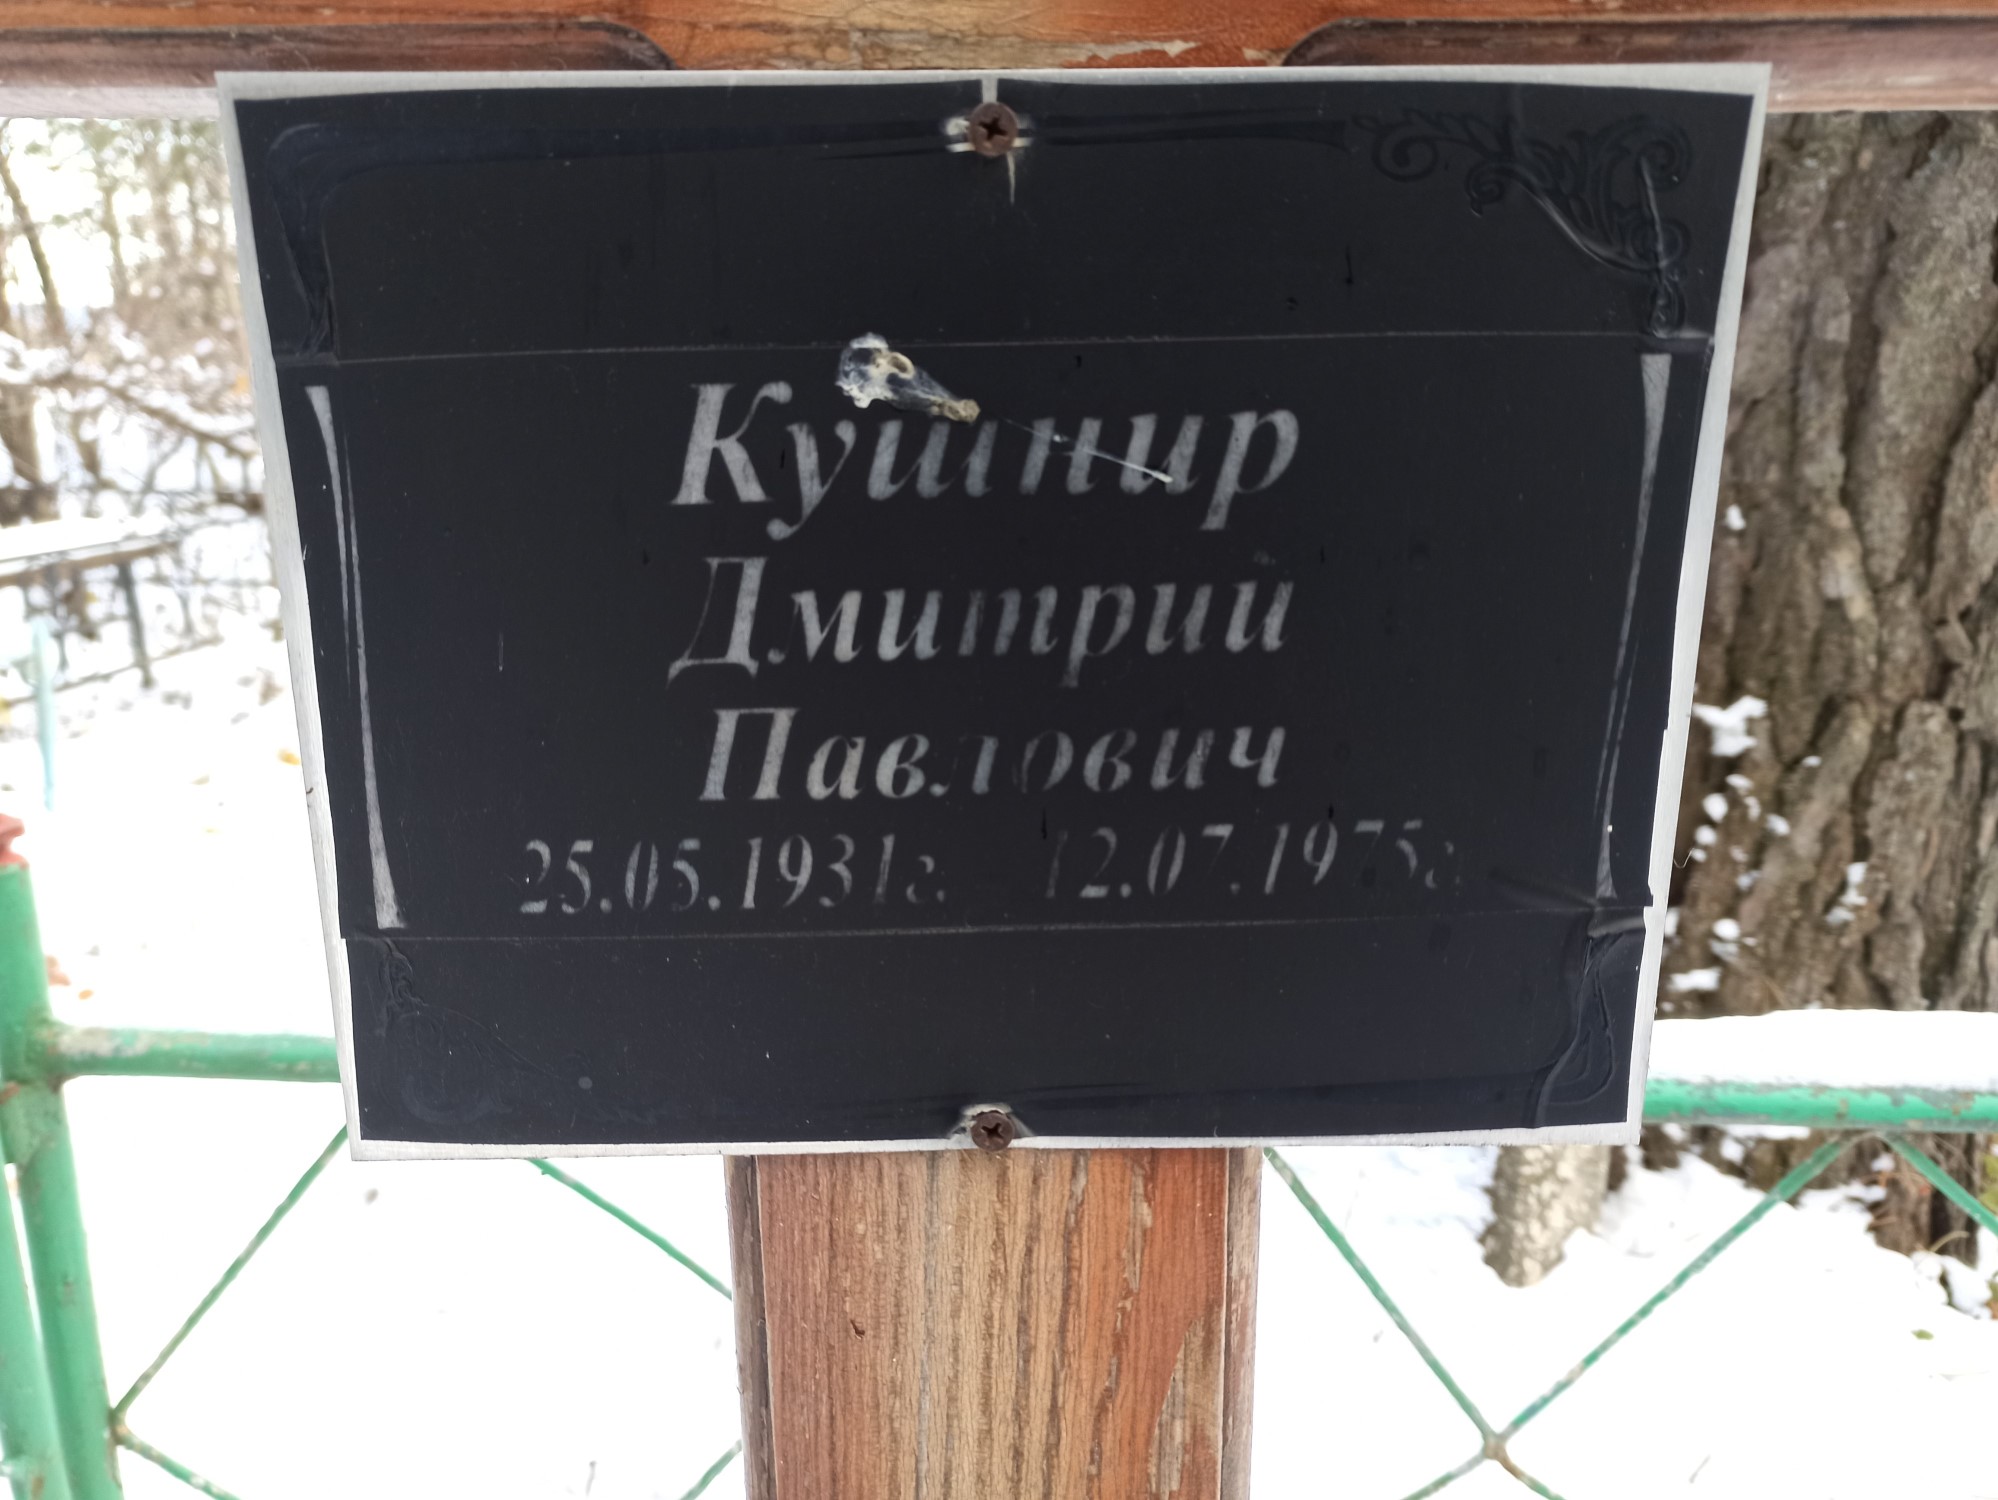 Кушнир
Дмитрий
Павлович
25.05.1931г. 12.07.1975г.